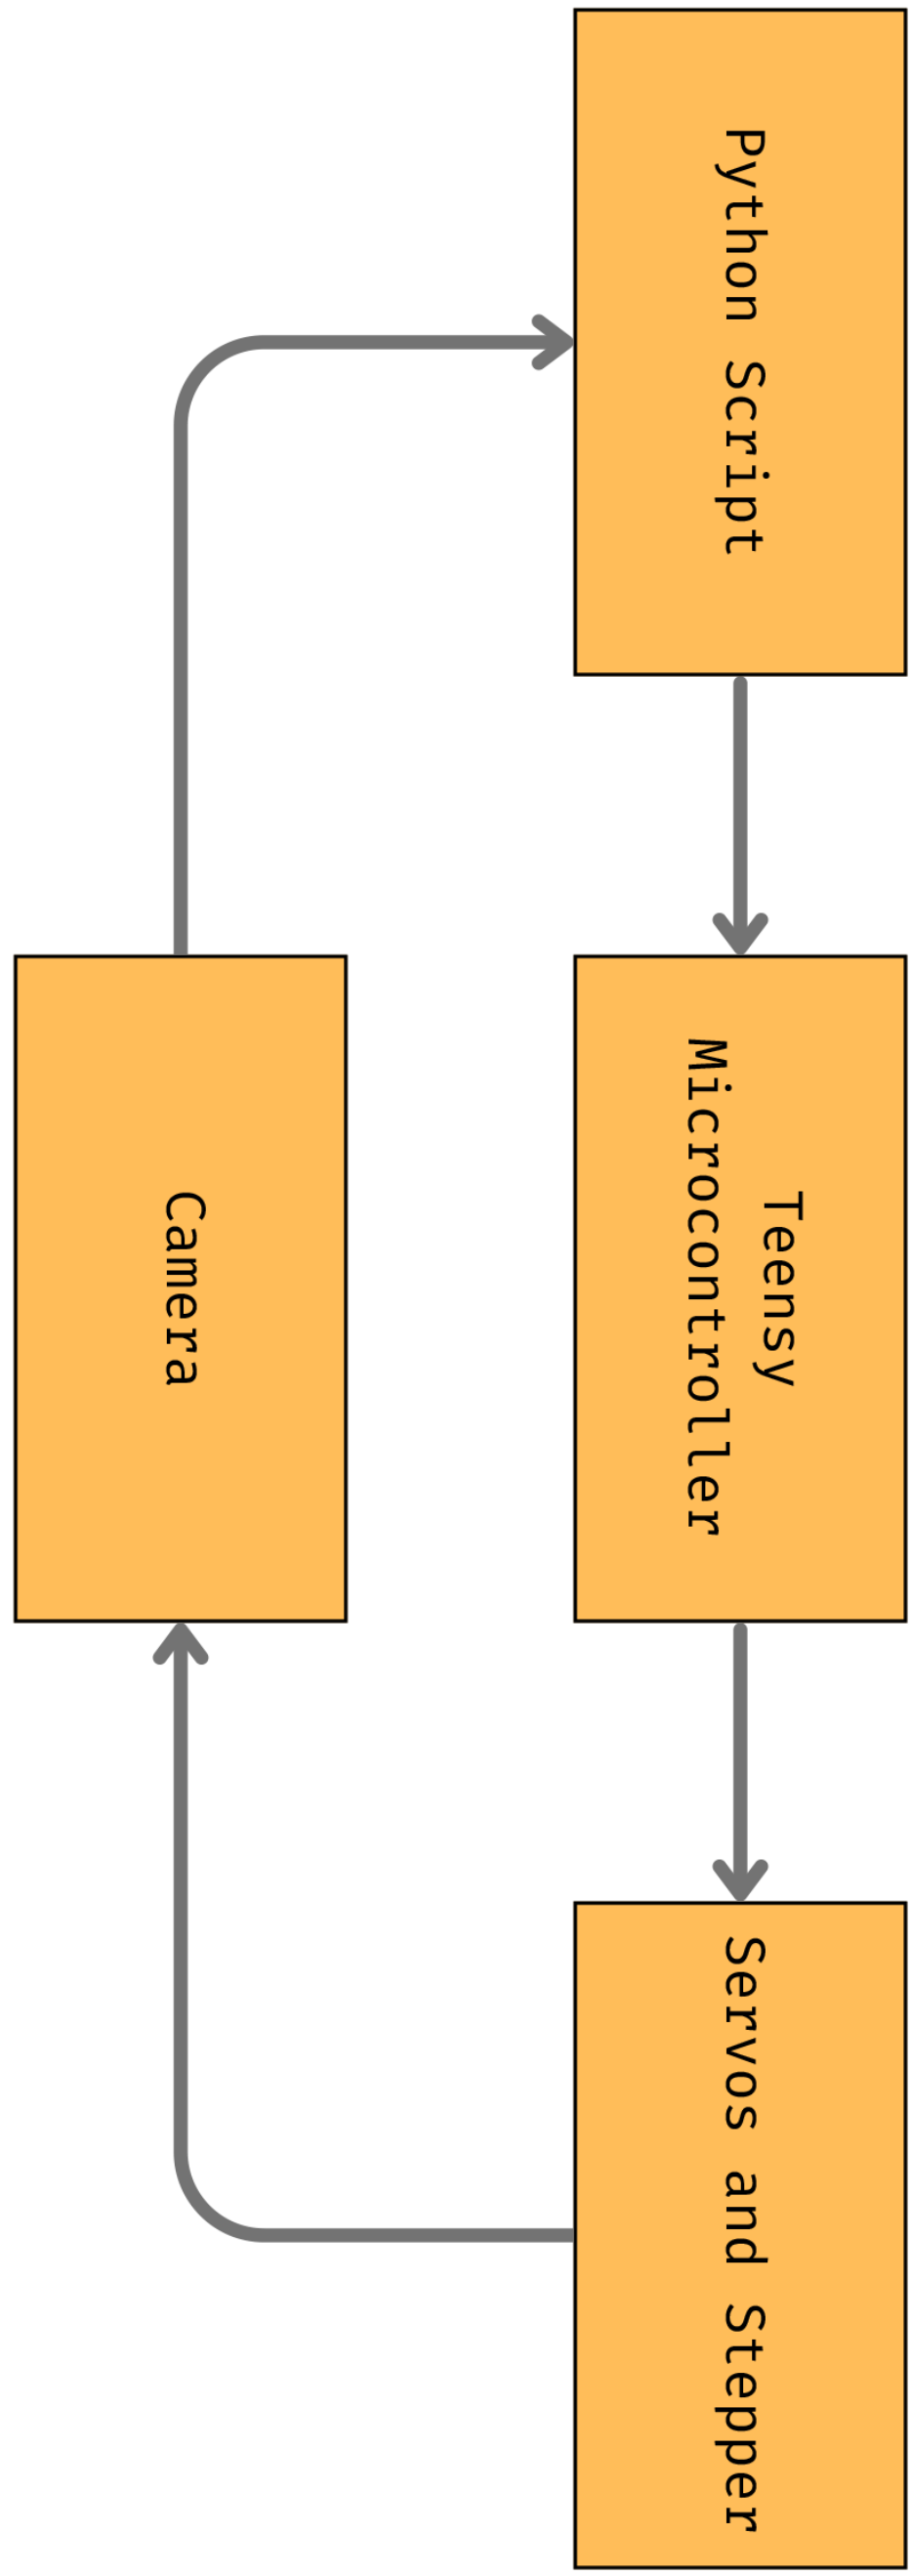 Python Script
Teensy
Microcontroller
Servos and Stepper
Camera